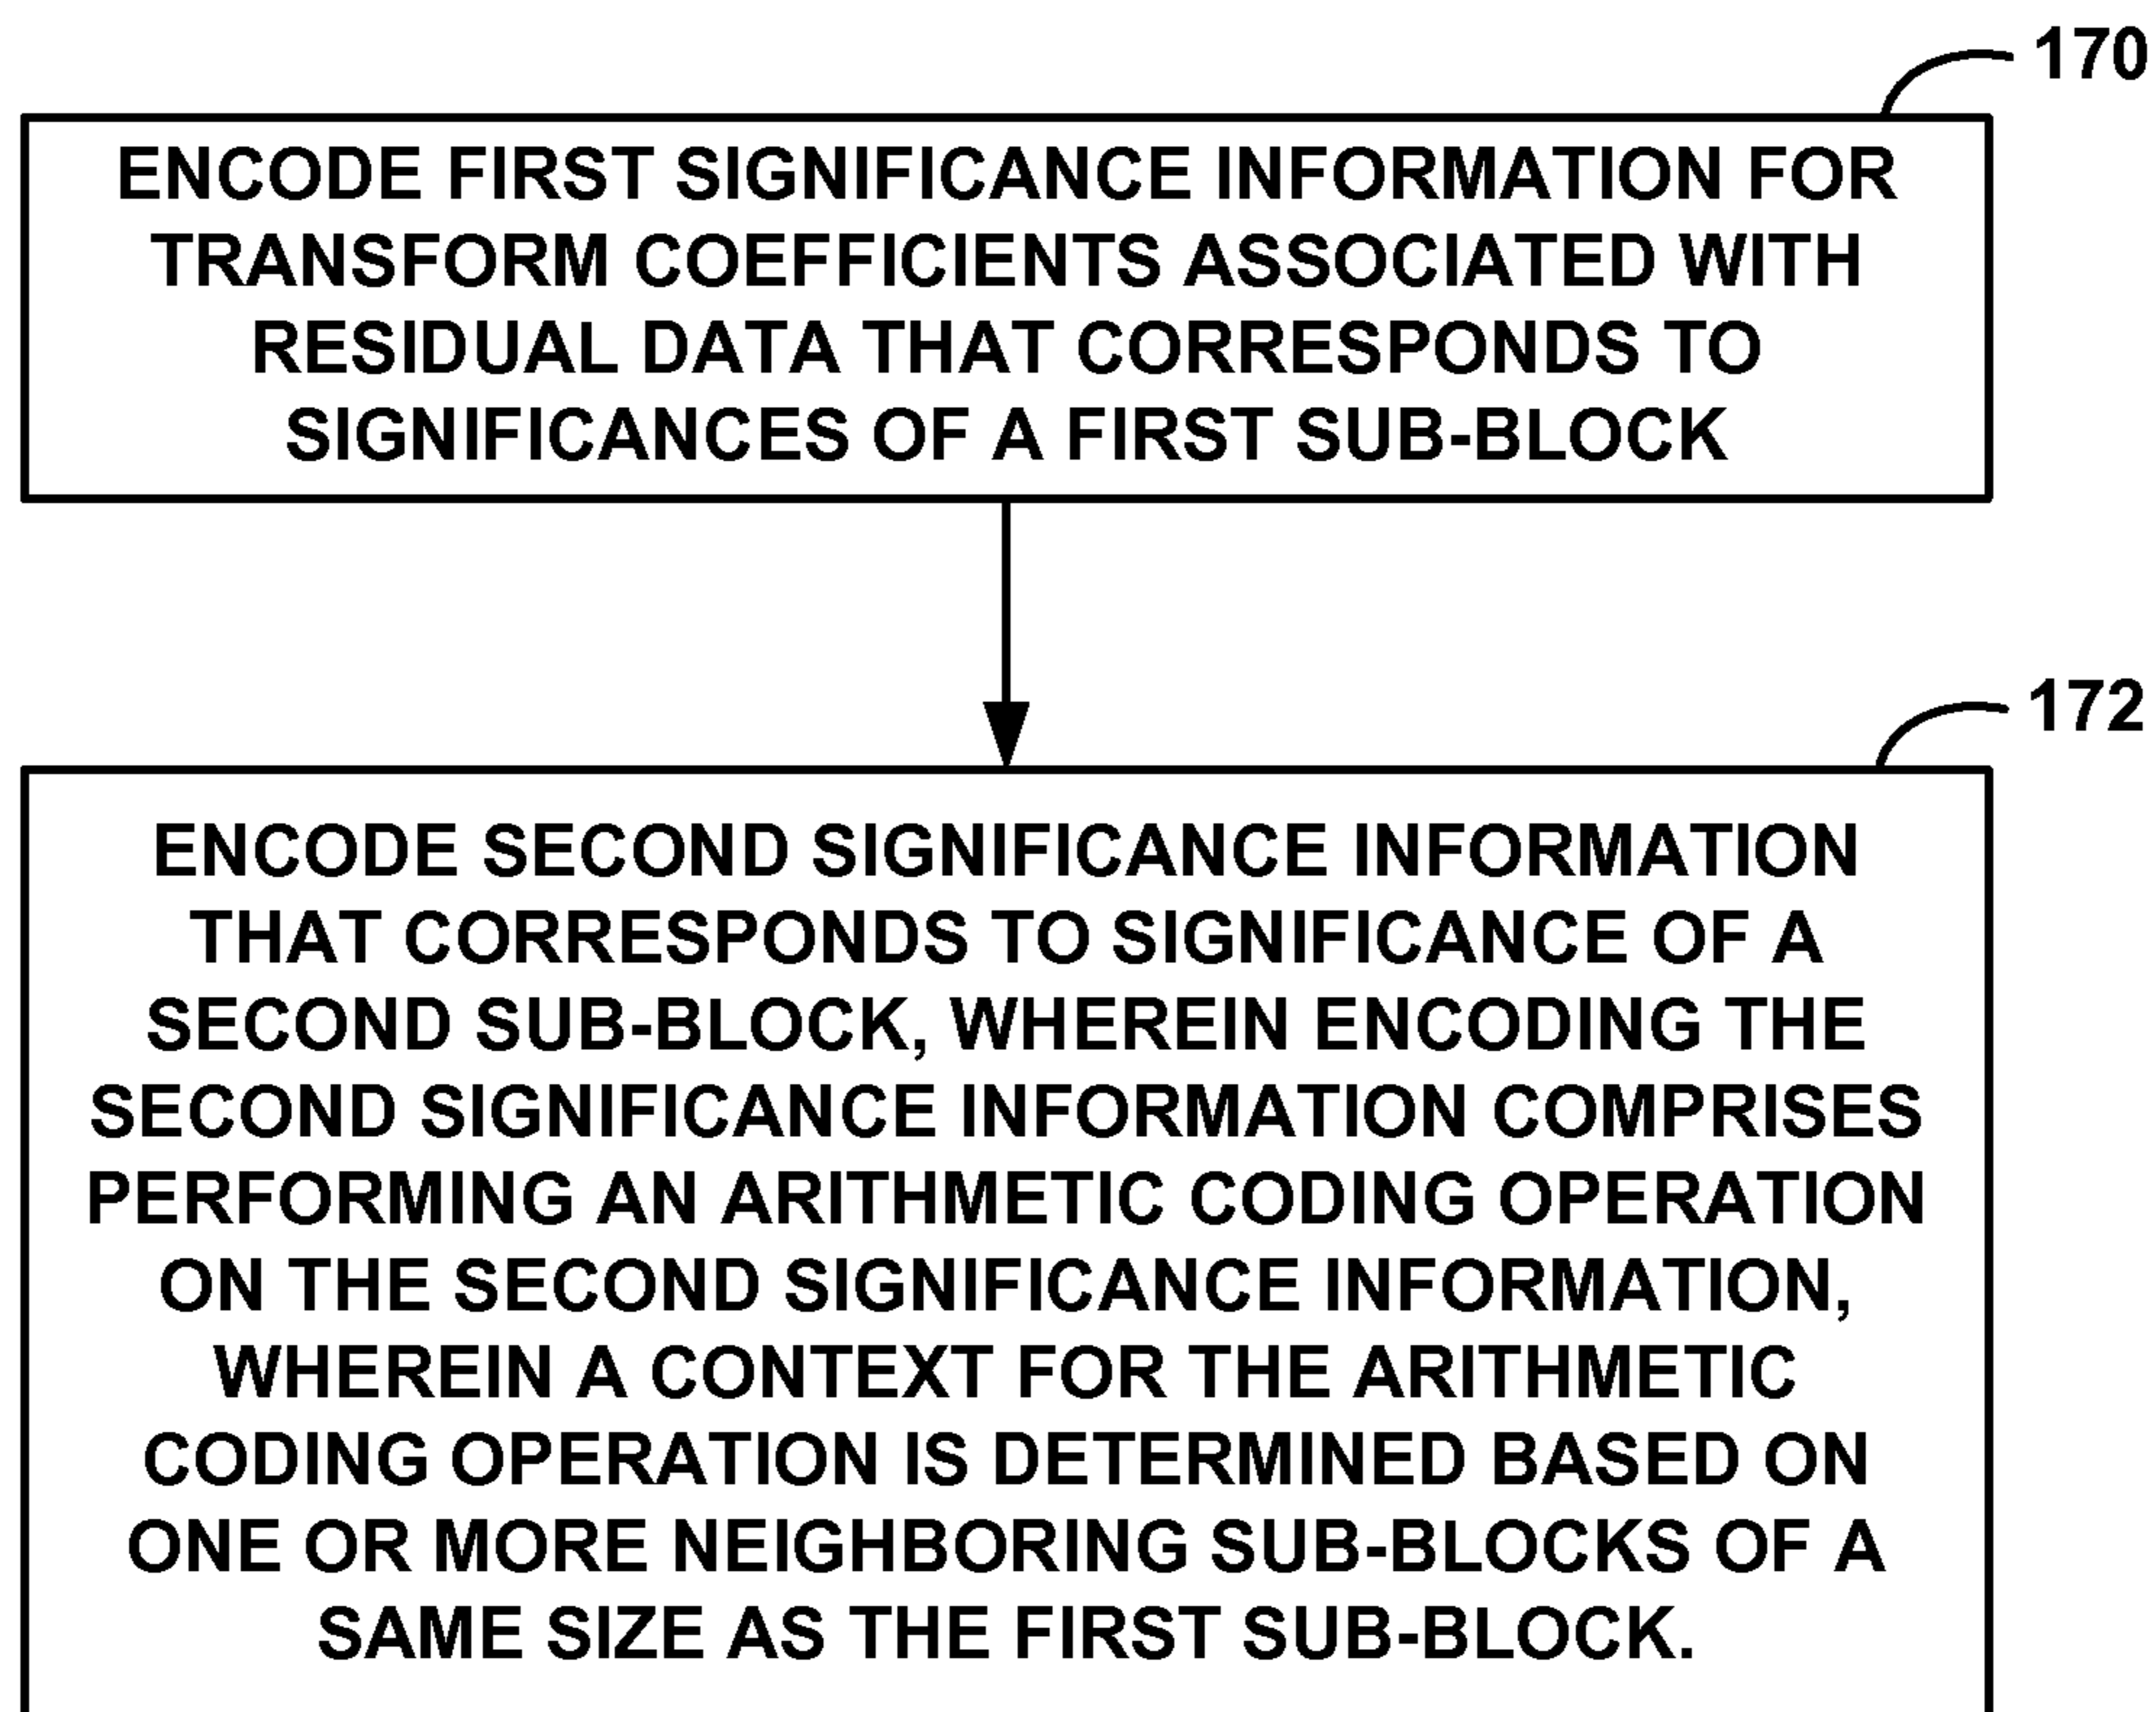 170
ENCODE FIRST SIGNIFICANCE INFORMATION FOR
TRANSFORM COEFFICIENTS ASSOCIATED WITH
RESIDUAL DATA THAT CORRESPONDS TO
SIGNIFICANCES OF A FIRST SUB-BLOCK
172
ENCODE SECOND SIGNIFICANCE INFORMATION
THAT CORRESPONDS TO SIGNIFICANCE OF A
SECOND SUB-BLOCK, WHEREIN ENCODING THE
SECOND SIGNIFICANCE INFORMATION COMPRISES
PERFORMING AN ARITHMETIC CODING OPERATION
ON THE SECOND SIGNIFICANCE INFORMATION,
WHEREIN A CONTEXT FOR THE ARITHMETIC
CODING OPERATION IS DETERMINED BASED ON
ONE OR MORE NEIGHBORING SUB-BLOCKS OF A
SAME SIZE AS THE FIRST SUB-BLOCK.